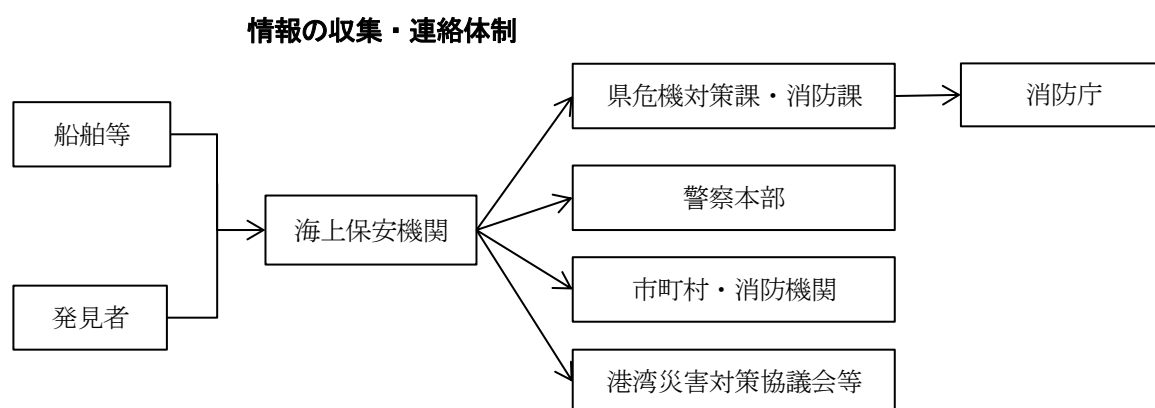 情報の収集・連絡体制
船舶等
発見者
海上保安機関
県危機対策課・消防課
消防庁
警察本部
市町村・消防機関
港湾災害対策協議会等